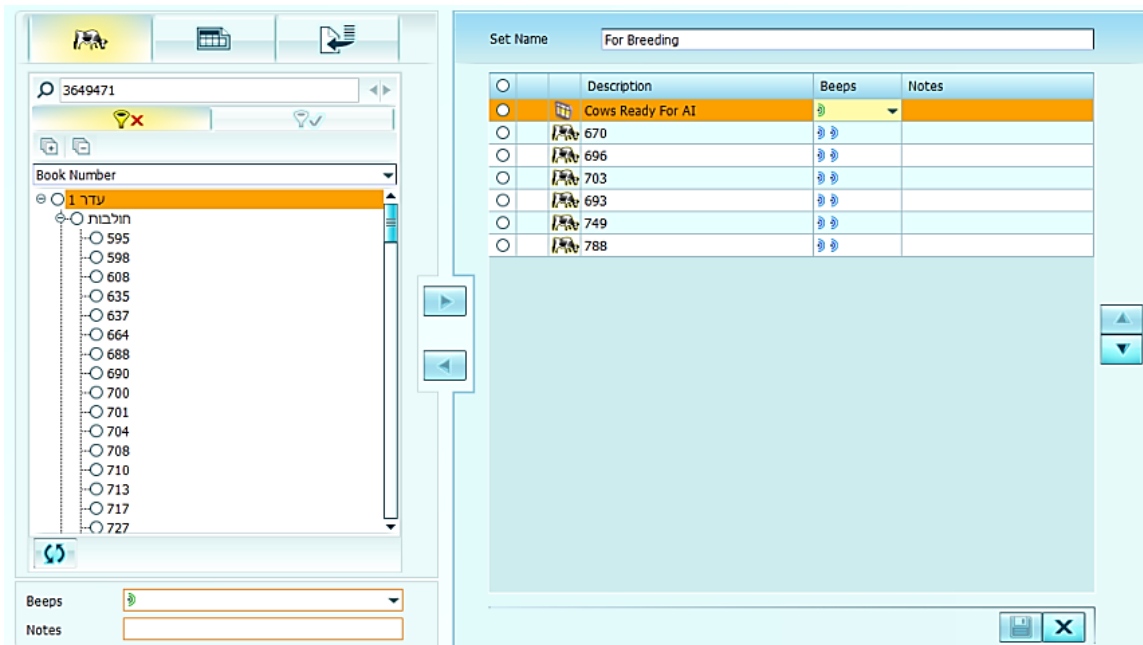 3649471
Book Number
עדר 1
חולבות
595
598
608
635
637
664
688
690
700
701
704
708
710
713
717
727
Beeps
Notes
Set Name For Breeding
Description Beeps Notes
Cows Ready For AI
670
696
703
693
749
788